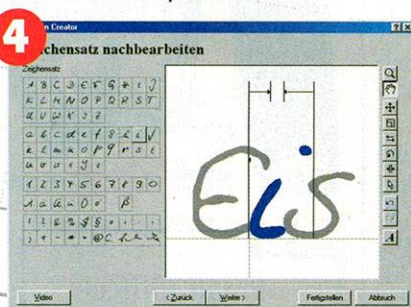 4
n Creator
chensatz nachbearbeiten
Zeichensatz
A B C D E F G H I J
K L M N O P Q R S T
U V W X Y Z
a b c d e f g h i j
k l m n o p q r s t
u v w x y z
1 2 3 4 5 6 7 8 9 0
ß
Eis
Video
< Zurück
Weiter >
Fertigstellen
Abbruch